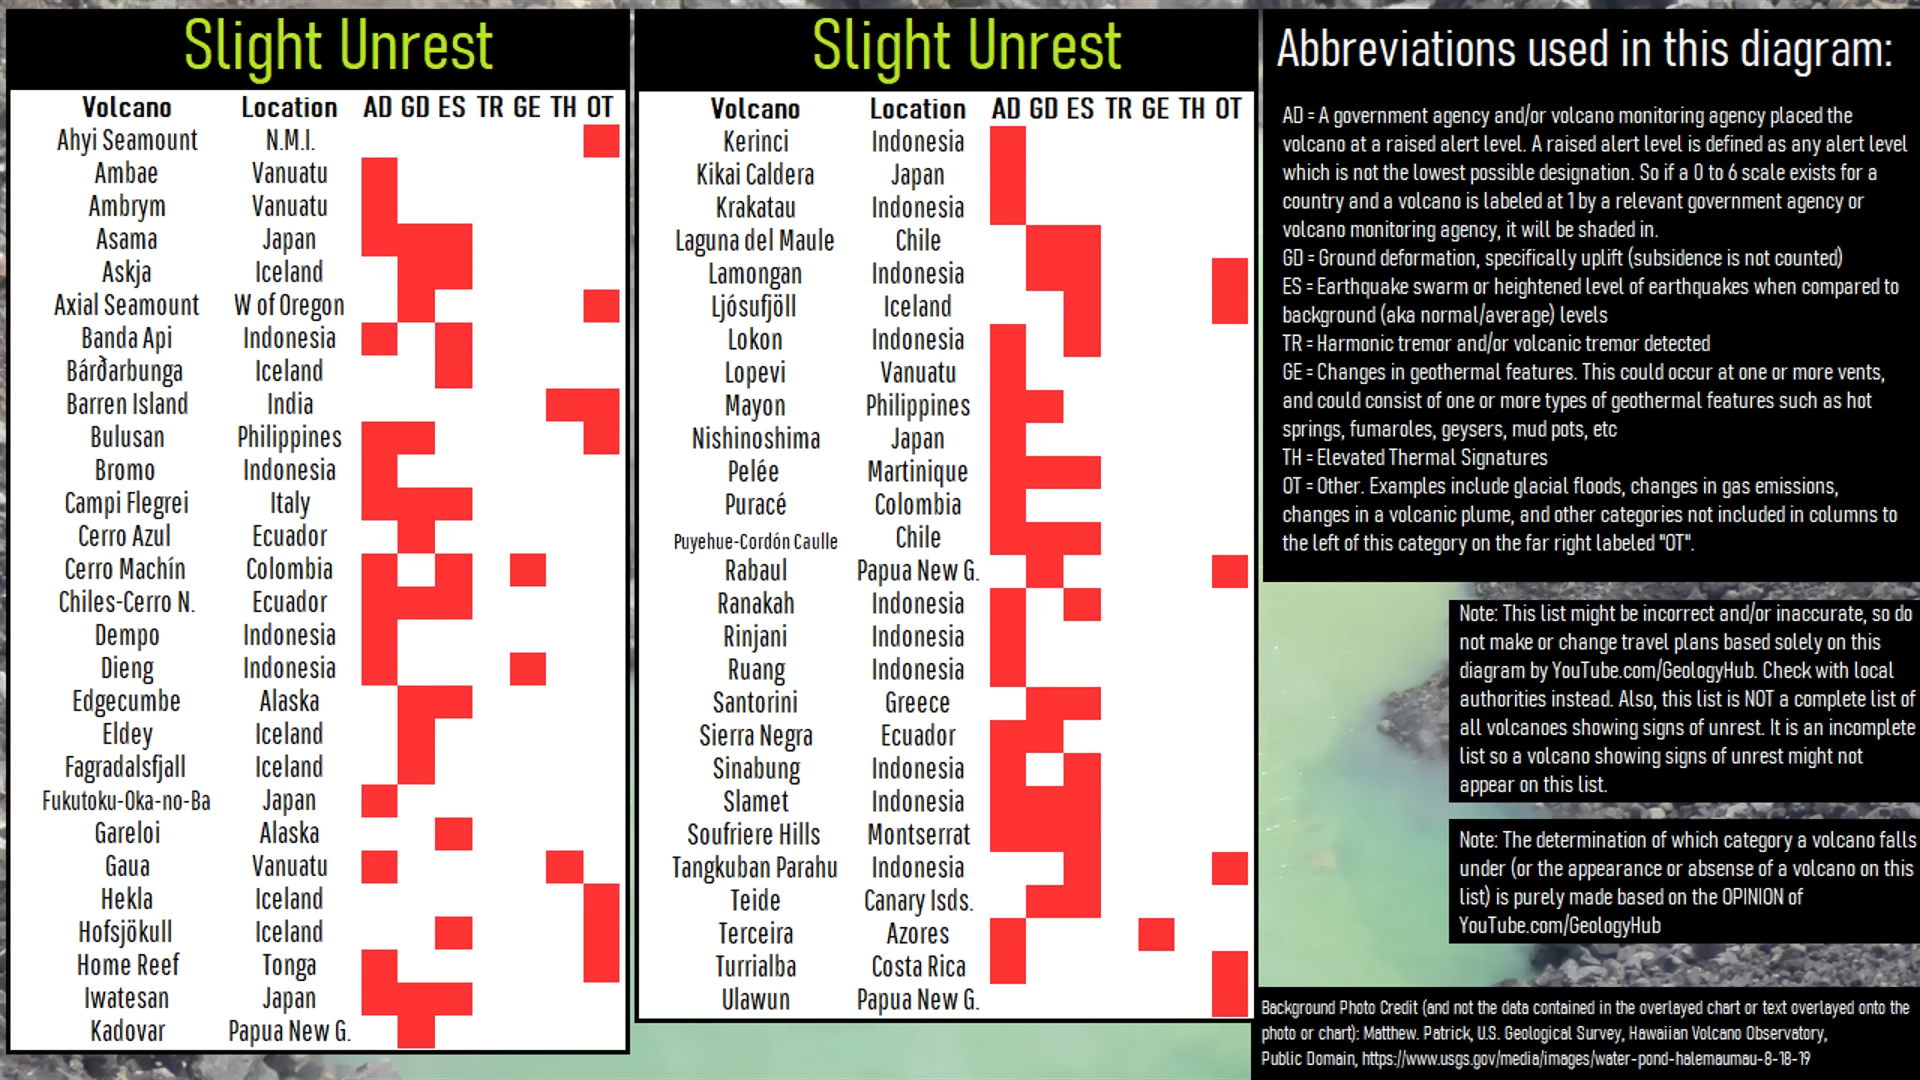 Slight Unrest
Volcano Location AD GD ES TR GE TH OT
Ahyi Seamount N.M.I.
Ambae Vanuatu
Ambrym Vanuatu
Asama Japan
Askja Iceland
Axial Seamount W of Oregon
Banda Api Indonesia
Bárðarbunga Iceland
Barren Island India
Bulusan Philippines
Bromo Indonesia
Campi Flegrei Italy
Cerro Azul Ecuador
Cerro Machín Colombia
Chiles-Cerro N. Ecuador
Dempo Indonesia
Dieng Indonesia
Edgecumbe Alaska
Eldey Iceland
Fagradalsfjall Iceland
Fukutoku-Oka-no-Ba Japan
Gareloi Alaska
Gaua Vanuatu
Hekla Iceland
Hofsjökull Iceland
Home Reef Tonga
Iwatesan Japan
Kadovar Papua New G.
Slight Unrest
Volcano Location AD GD ES TR GE TH OT
Kerinci Indonesia
Kikai Caldera Japan
Krakatau Indonesia
Laguna del Maule Chile
Lamongan Indonesia
Ljósufjöll Iceland
Lokon Indonesia
Lopevi Vanuatu
Mayon Philippines
Nishinoshima Japan
Pelée Martinique
Puracé Colombia
Puyehue-Cordón Caulle Chile
Rabaul Papua New G.
Ranakah Indonesia
Rinjani Indonesia
Ruang Indonesia
Santorini Greece
Sierra Negra Ecuador
Sinabung Indonesia
Slamet Indonesia
Soufriere Hills Montserrat
Tangkuban Parahu Indonesia
Teide Canary Isds.
Terceira Azores
Turrialba Costa Rica
Ulawun Papua New G.
Abbreviations used in this diagram:
AD = A government agency and/or volcano monitoring agency placed the
volcano at a raised alert level. A raised alert level is defined as any alert level
which is not the lowest possible designation. So if a 0 to 6 scale exists for a
country and a volcano is labeled at 1 by a relevant government agency or
volcano monitoring agency, it will be shaded in.
GD = Ground deformation, specifically uplift (subsidence is not counted)
ES = Earthquake swarm or heightened level of earthquakes when compared to
background (aka normal/average) levels
TR = Harmonic tremor and/or volcanic tremor detected
GE = Changes in geothermal features. This could occur at one or more vents,
and could consist of one or more types of geothermal features such as hot
springs, fumaroles, geysers, mud pots, etc
TH = Elevated Thermal Signatures
OT = Other. Examples include glacial floods, changes in gas emissions,
changes in a volcanic plume, and other categories not included in columns to
the left of this category on the far right labeled "OT".
Note: This list might be incorrect and/or inaccurate, so do
not make or change travel plans based solely on this
diagram by YouTube.com/GeologyHub. Check with local
authorities instead. Also, this list is NOT a complete list of
all volcanoes showing signs of unrest. It is an incomplete
list so a volcano showing signs of unrest might not
appear on this list.
Note: The determination of which category a volcano falls
under (or the appearance or absense of a volcano on this
list) is purely made based on the OPINION of
YouTube.com/GeologyHub
Background Photo Credit (and not the data contained in the overlayed chart or text overlayed onto the
photo or chart): Matthew. Patrick, U.S. Geological Survey, Hawaiian Volcano Observatory,
Public Domain, https://www.usgs.gov/media/images/water-pond-halemaumau-8-18-19